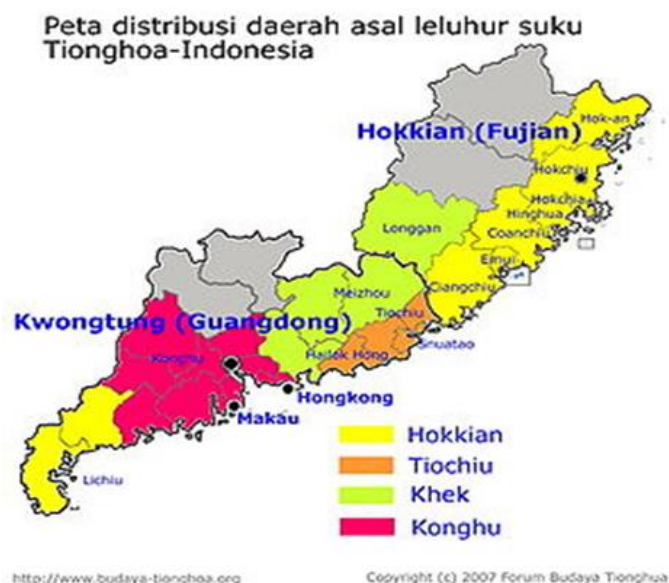 Peta distribusi daerah asal leluhur suku
Tionghoa-Indonesia
Hok-an
Hokkian (Fujian)
Hokchiu
Hokchia
Hinghua
Longgan
Coanchiu
Emui
Ciangchiu
Meizhou
Tiochiu
Kwongtung (Guangdong)
Snuatao
Hailok Hong
Konghu
Hongkong
Makau
Lichiu
Hokkian
Tiochiu
Khek
Konghu
http://www.budaya-tionghoa.org
Copyright (c) 2007 Forum Budaya Tionghua